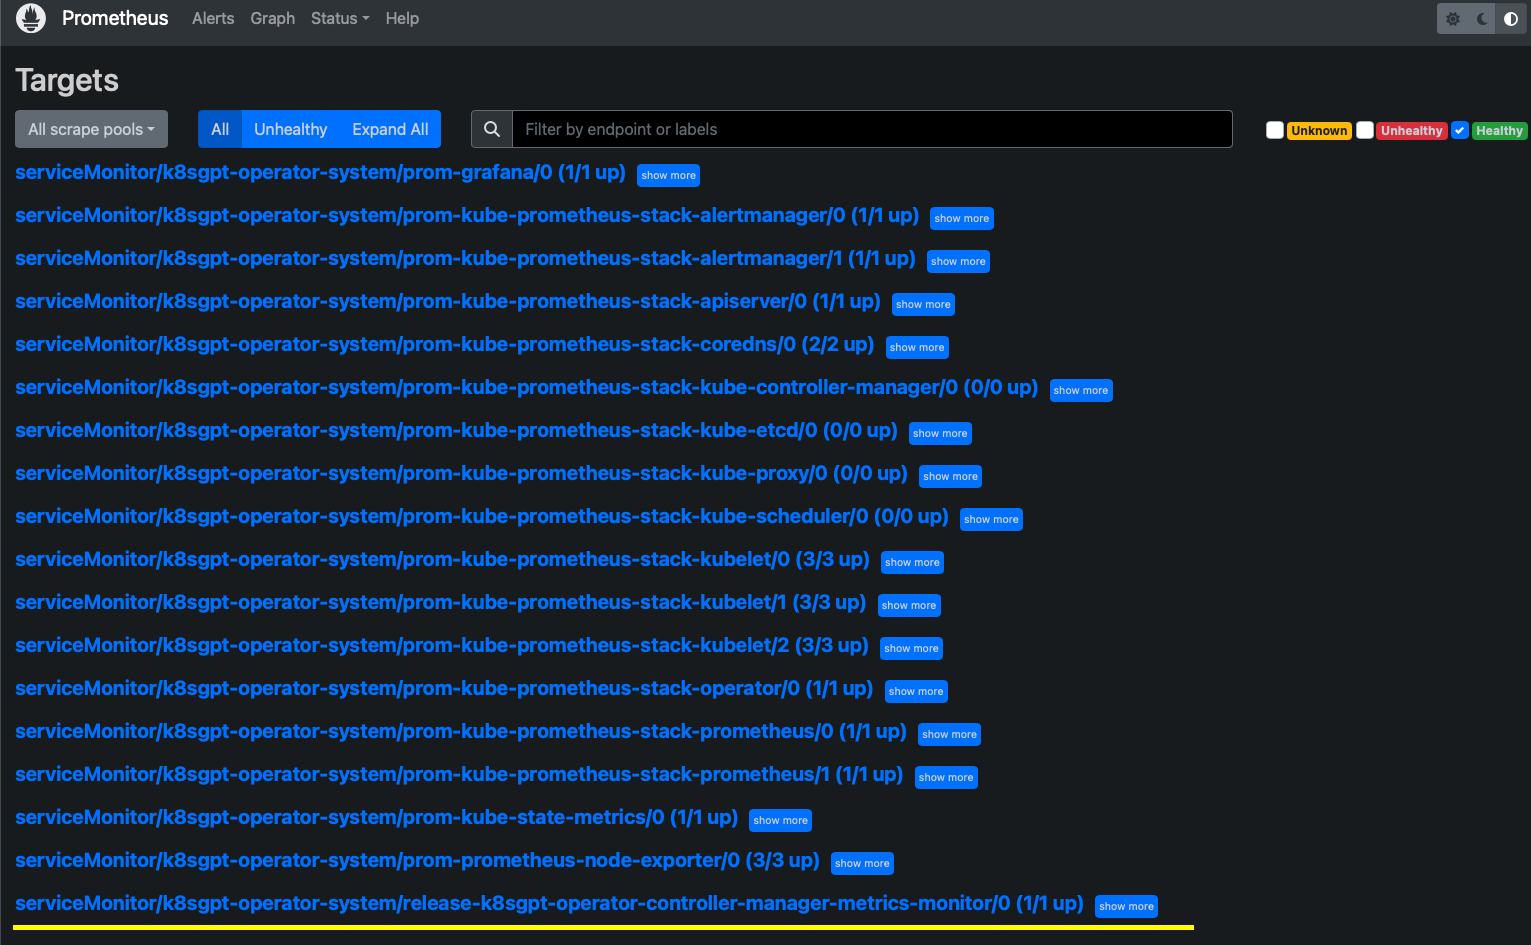 Prometheus Alerts Graph Status Help
Targets
All scrape pools All Unhealthy Expand All Filter by endpoint or labels Unknown Unhealthy Healthy
serviceMonitor/k8sgpt-operator-system/prom-grafana/0 (1/1 up) show more
serviceMonitor/k8sgpt-operator-system/prom-kube-prometheus-stack-alertmanager/0 (1/1 up) show more
serviceMonitor/k8sgpt-operator-system/prom-kube-prometheus-stack-alertmanager/1 (1/1 up) show more
serviceMonitor/k8sgpt-operator-system/prom-kube-prometheus-stack-apiserver/0 (1/1 up) show more
serviceMonitor/k8sgpt-operator-system/prom-kube-prometheus-stack-coredns/0 (2/2 up) show more
serviceMonitor/k8sgpt-operator-system/prom-kube-prometheus-stack-kube-controller-manager/0 (0/0 up) show more
serviceMonitor/k8sgpt-operator-system/prom-kube-prometheus-stack-kube-etcd/0 (0/0 up) show more
serviceMonitor/k8sgpt-operator-system/prom-kube-prometheus-stack-kube-proxy/0 (0/0 up) show more
serviceMonitor/k8sgpt-operator-system/prom-kube-prometheus-stack-kube-scheduler/0 (0/0 up) show more
serviceMonitor/k8sgpt-operator-system/prom-kube-prometheus-stack-kubelet/0 (3/3 up) show more
serviceMonitor/k8sgpt-operator-system/prom-kube-prometheus-stack-kubelet/1 (3/3 up) show more
serviceMonitor/k8sgpt-operator-system/prom-kube-prometheus-stack-kubelet/2 (3/3 up) show more
serviceMonitor/k8sgpt-operator-system/prom-kube-prometheus-stack-operator/0 (1/1 up) show more
serviceMonitor/k8sgpt-operator-system/prom-kube-prometheus-stack-prometheus/0 (1/1 up) show more
serviceMonitor/k8sgpt-operator-system/prom-kube-prometheus-stack-prometheus/1 (1/1 up) show more
serviceMonitor/k8sgpt-operator-system/prom-kube-state-metrics/0 (1/1 up) show more
serviceMonitor/k8sgpt-operator-system/prom-prometheus-node-exporter/0 (3/3 up) show more
serviceMonitor/k8sgpt-operator-system/release-k8sgpt-operator-controller-manager-metrics-monitor/0 (1/1 up) show more